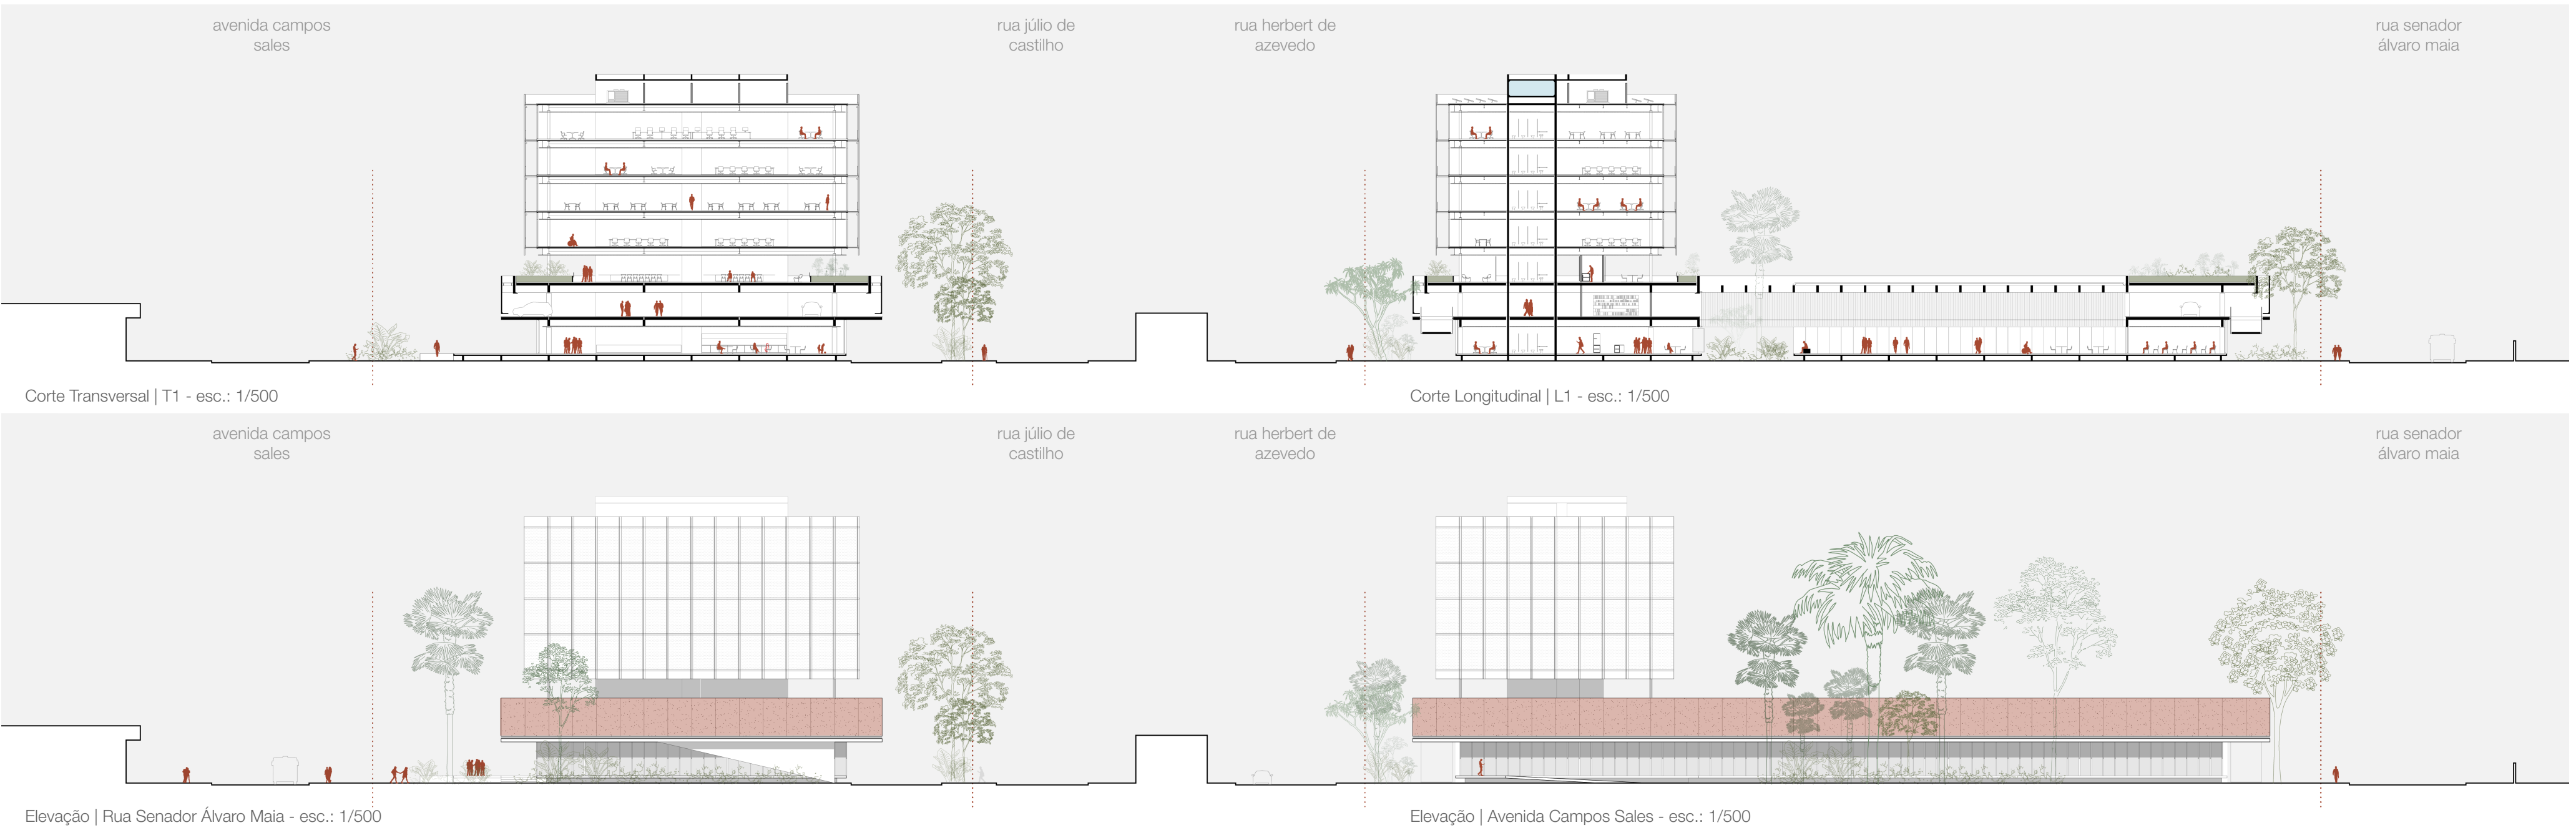 avenida campos
sales
rua júlio de
castilho
rua herbert de
azevedo
rua senador
álvaro maia
Corte Transversal | T1 - esc.: 1/500
Corte Longitudinal | L1 - esc.: 1/500
avenida campos
sales
rua júlio de
castilho
rua herbert de
azevedo
rua senador
álvaro maia
Elevação | Rua Senador Álvaro Maia - esc.: 1/500
Elevação | Avenida Campos Sales - esc.: 1/500